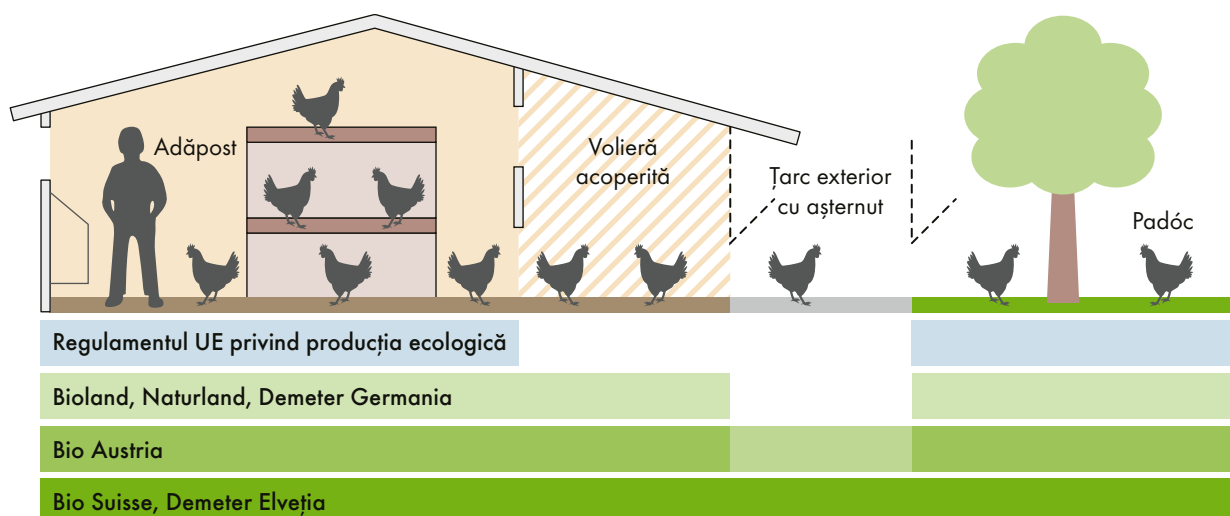 Adăpost
Volieră
acoperită
Țarc exterior
cu așternut
Padóc
Regulamentul UE privind producția ecologică
Bioland, Naturland, Demeter Germania
Bio Austria
Bio Suisse, Demeter Elveția